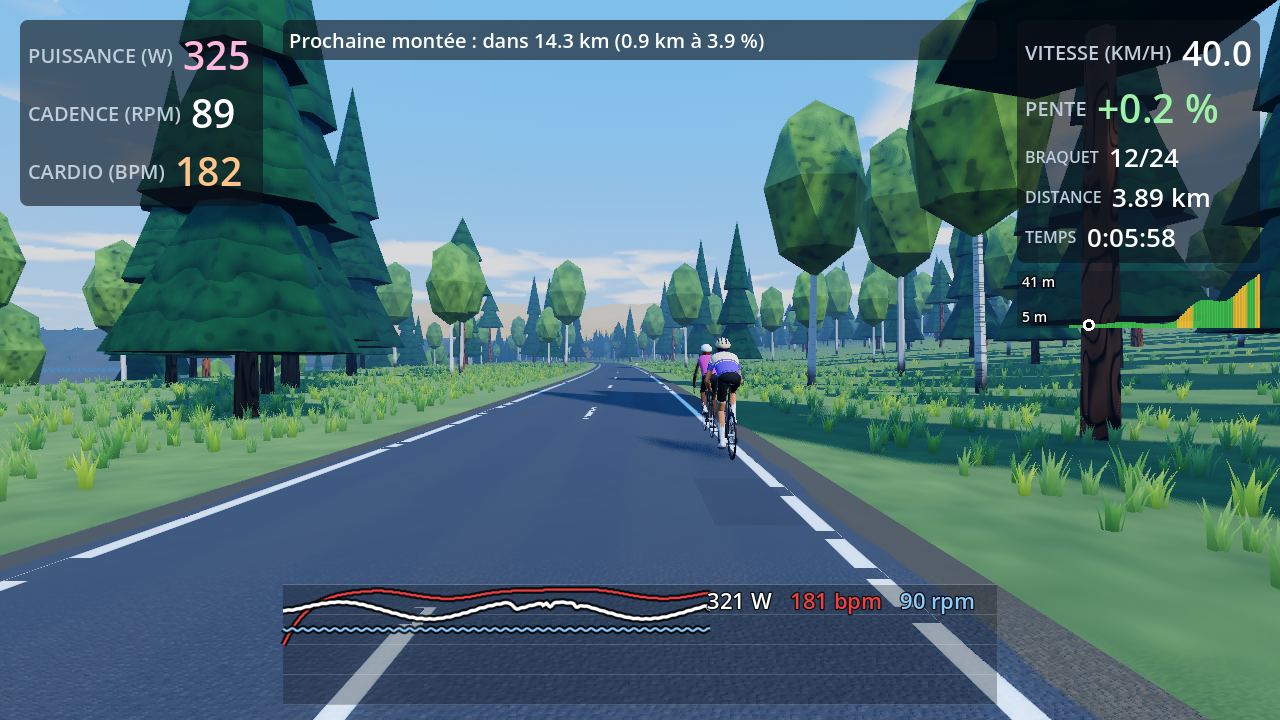 PUISSANCE (W) 325
CADENCE (RPM) 89
CARDIO (BPM) 182
Prochaine montée : dans 14.3 km (0.9 km à 3.9 %)
VITESSE (KM/H) 40.0
PENTE +0.2 %
BRAQUET 12/24
DISTANCE 3.89 km
TEMPS 0:05:58
41 m
5 m
321 W 181 bpm 90 rpm